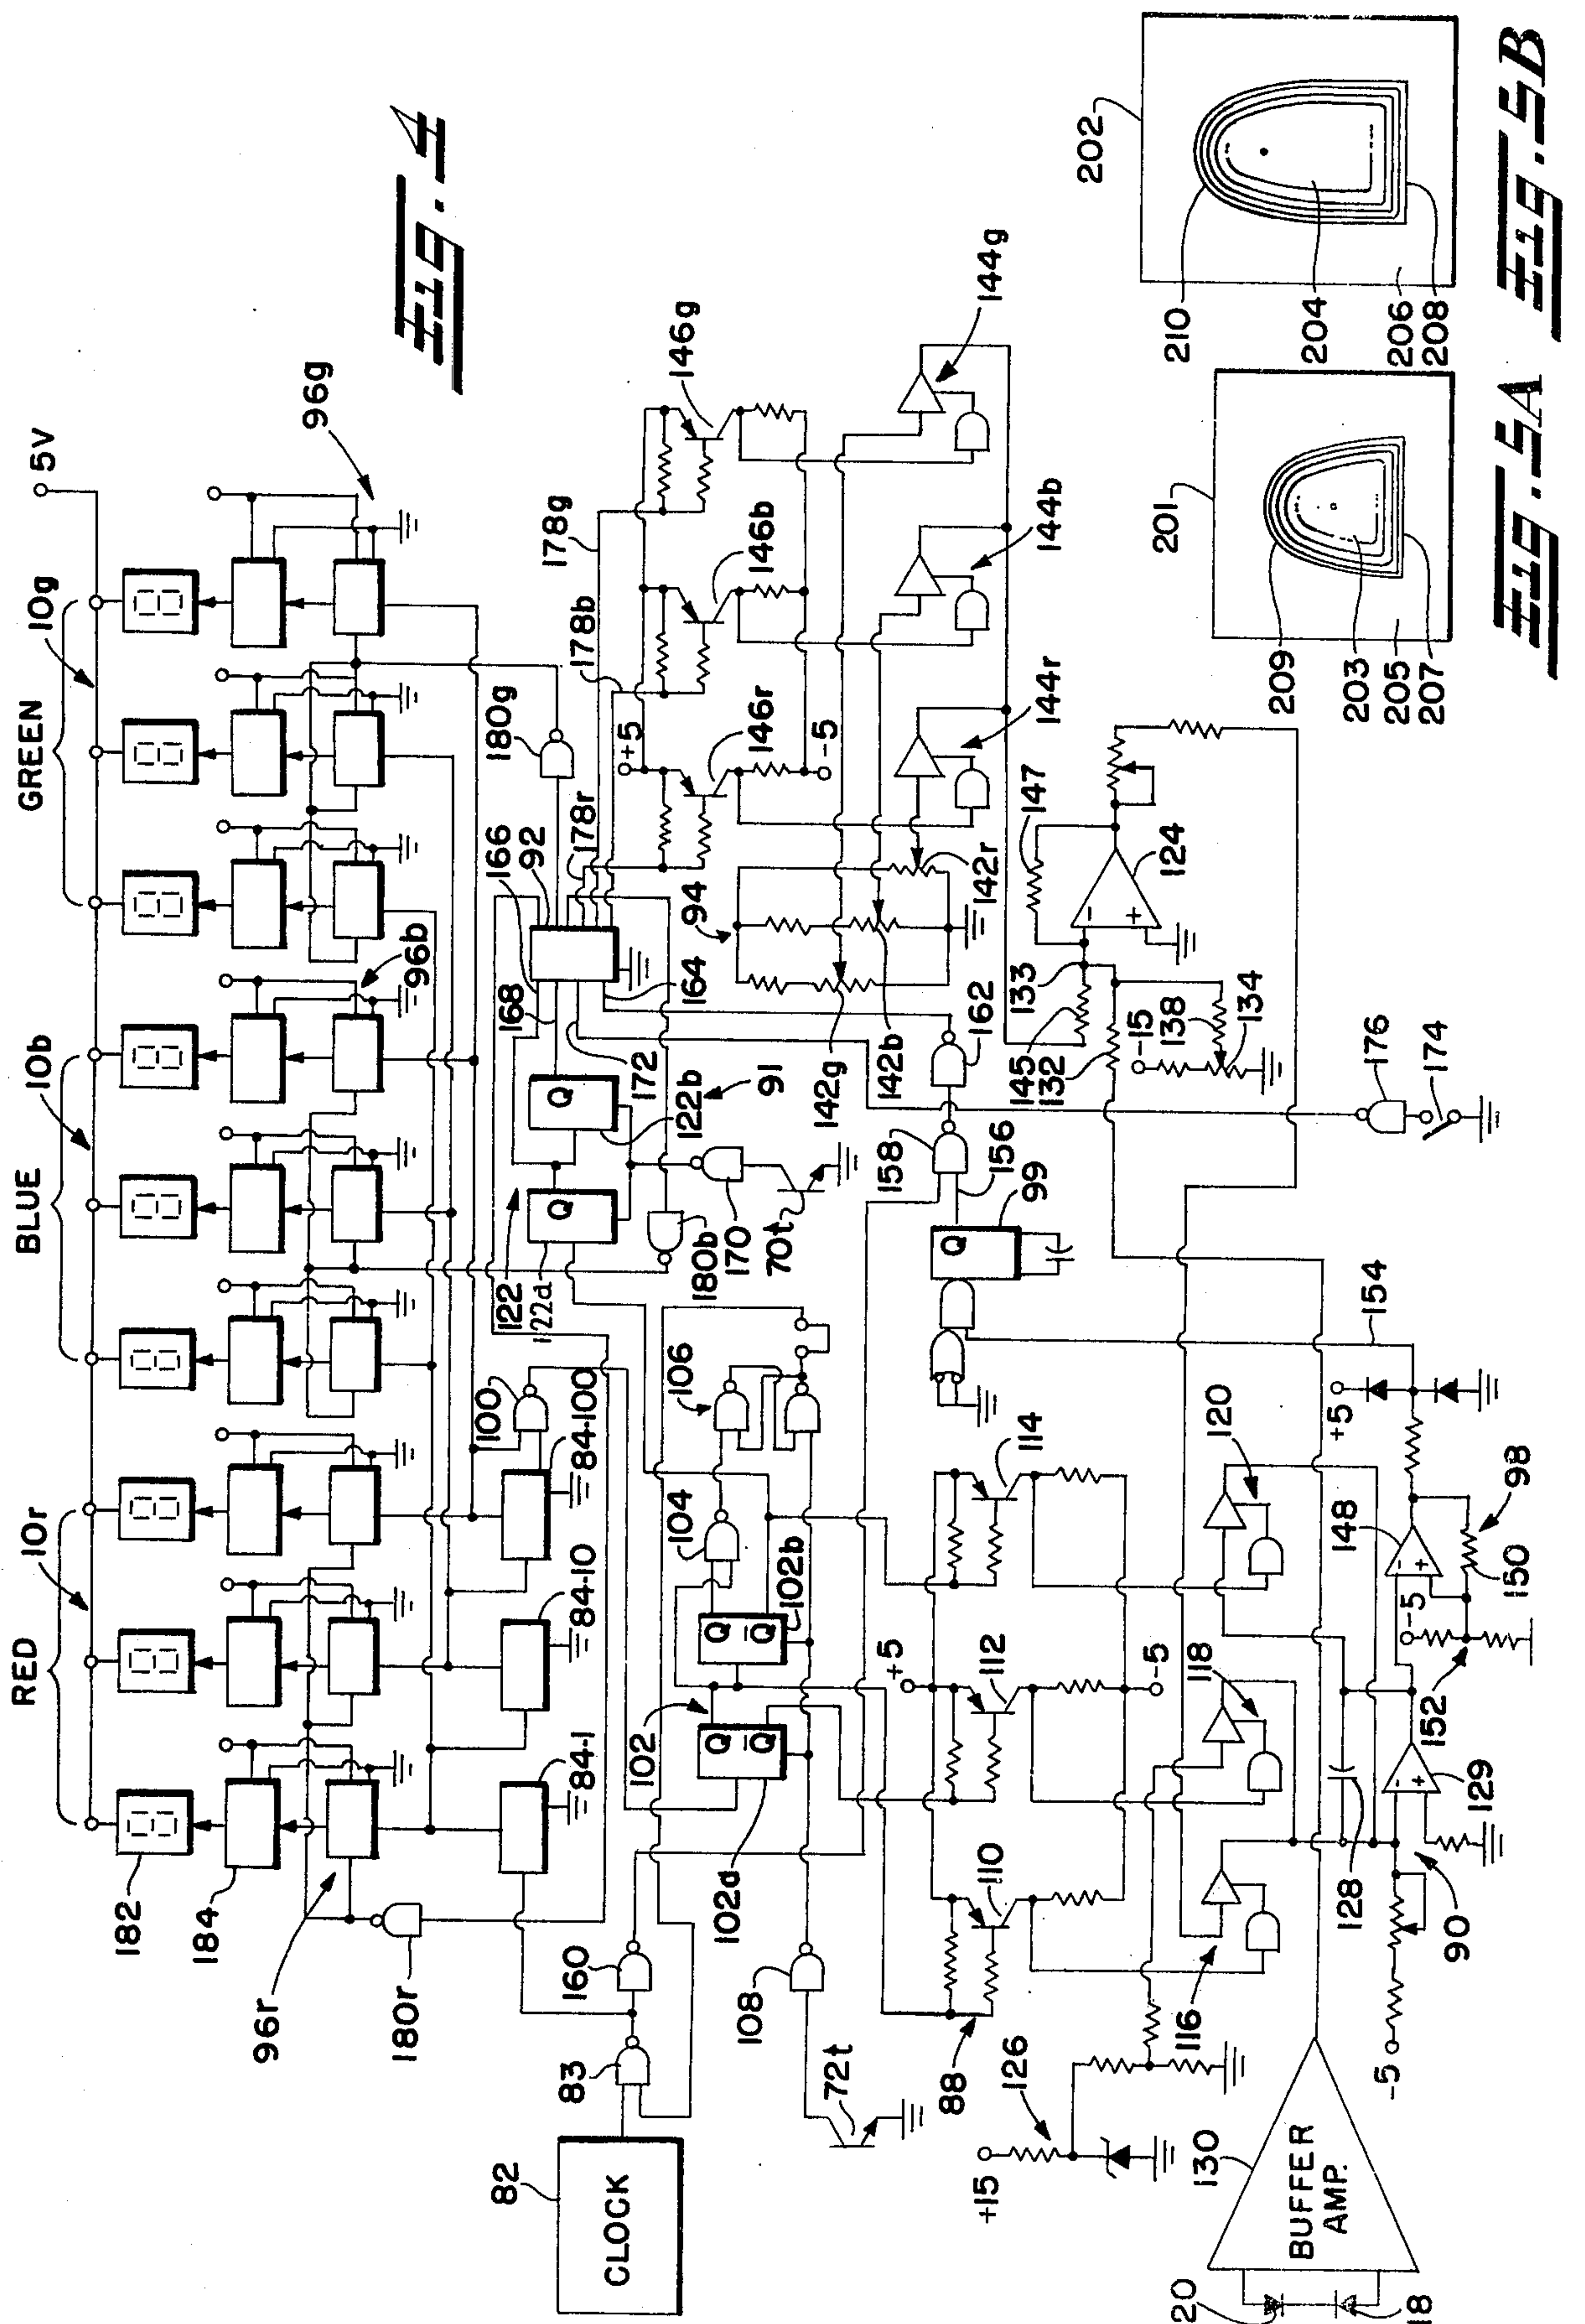 FIG. 4
RED
BLUE
GREEN
10r
10b
10g
5V
182
184
96r
96b
96g
180r
84-1
84-10
84-100
100
82
CLOCK
83
160
102
102a
102b
Q
Q̅
Q
Q̅
104
106
108
72t
122
122a
122b
Q
Q
91
168
166
92
172
164
170
70t
180b
180g
178r
178b
178g
+5
-5
146r
146b
146g
94
142g
142b
142r
144r
144b
144g
88
110
112
114
+5
-5
116
118
120
126
+15
158
156
99
Q
162
145
132
133
147
124
-
+
-15
138
134
176
174
154
+5
130
BUFFER
AMP.
20
18
-5
90
128
129
-
+
152
-5
150
148
-
+
98
201
209
203
205
207
FIG. 5A
202
210
204
206
208
FIG. 5B